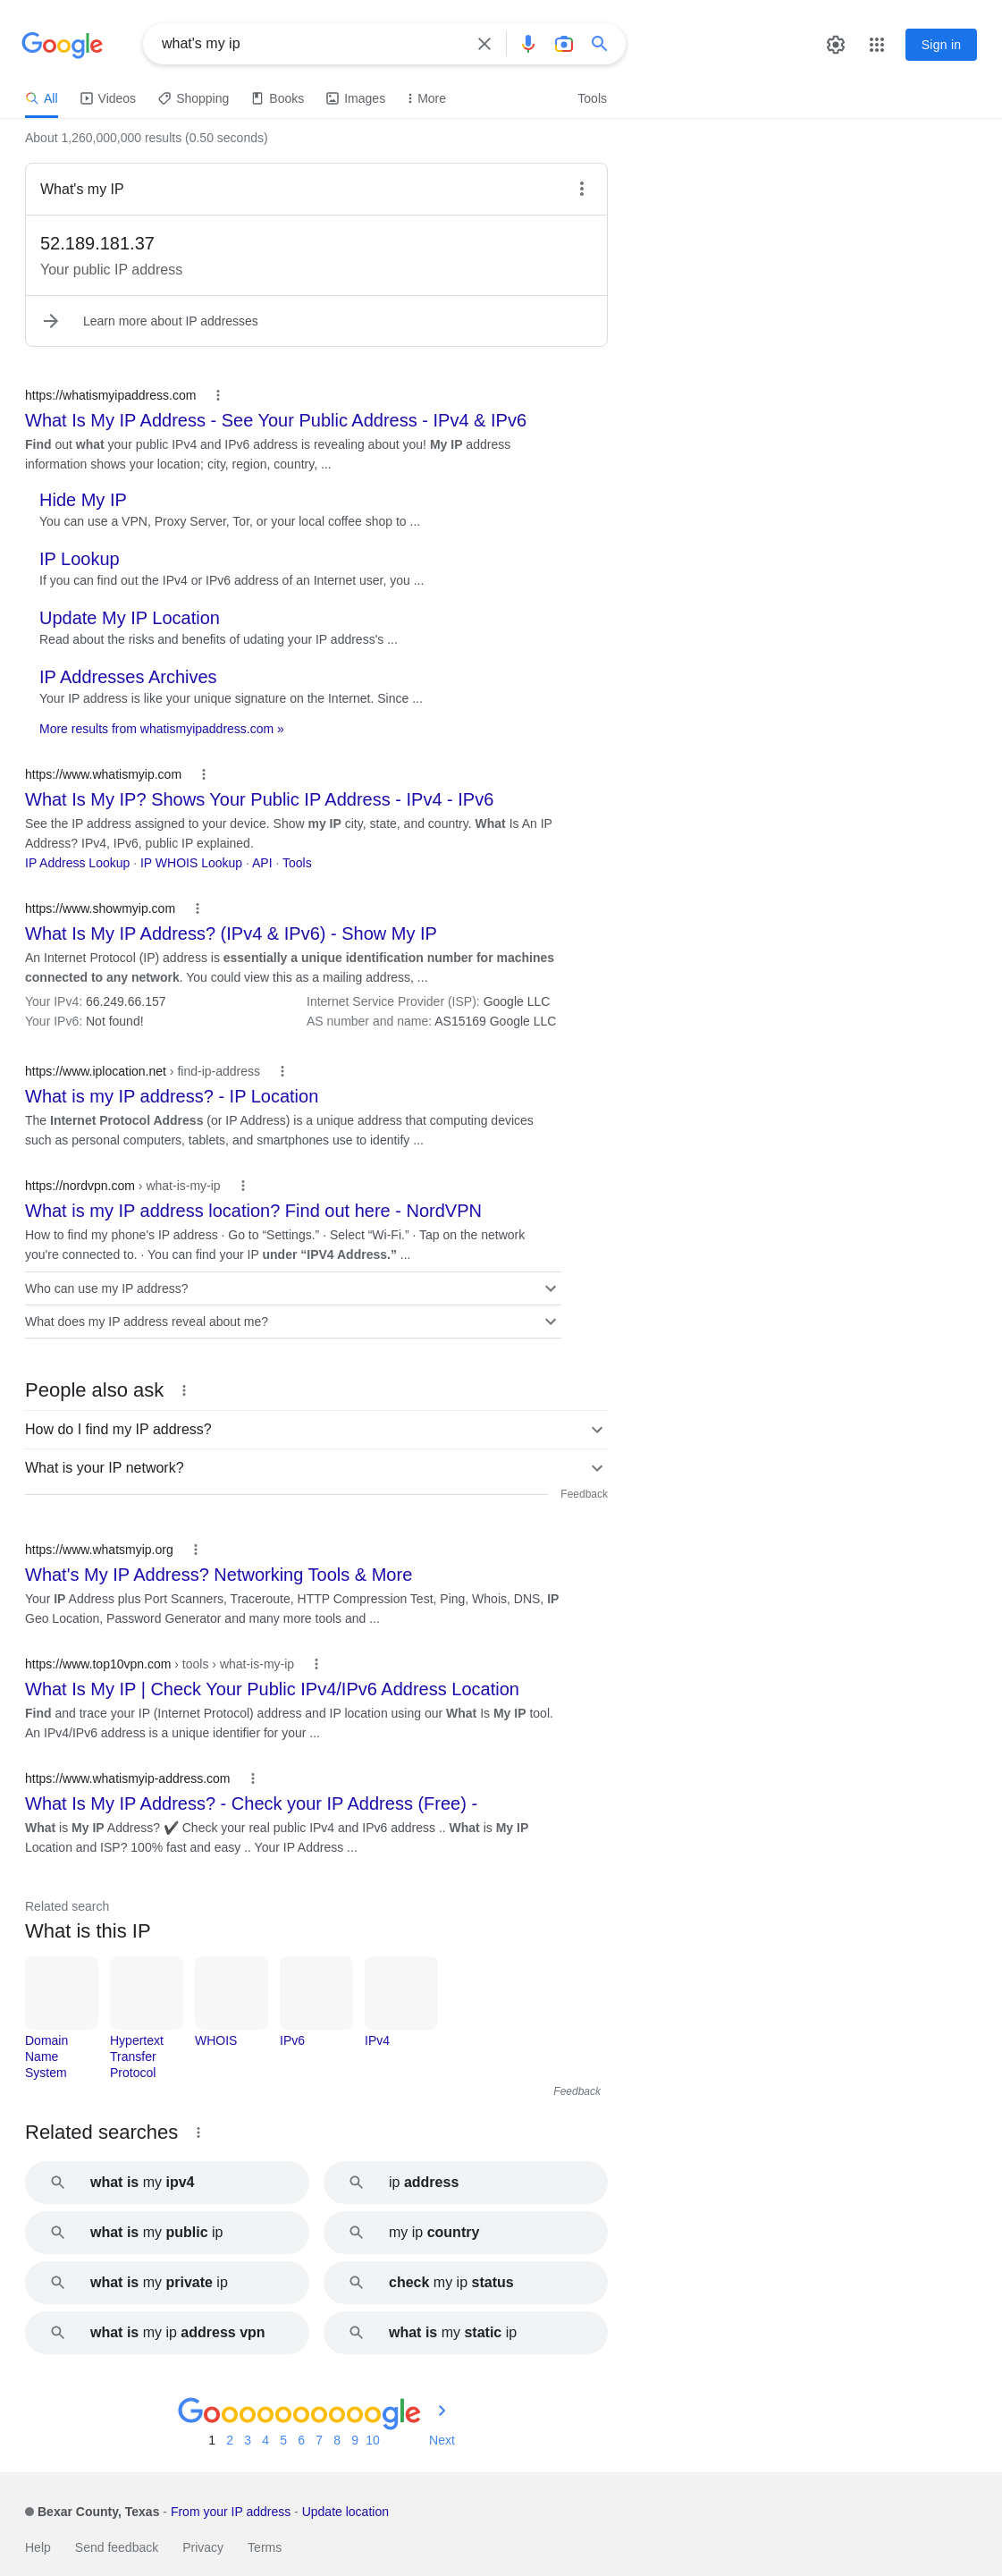 Google
what's my ip
Sign in
All
Videos
Shopping
Books
Images
More
Tools
About 1,260,000,000 results (0.50 seconds)
What's my IP
52.189.181.37
Your public IP address
Learn more about IP addresses
https://whatismyipaddress.com
What Is My IP Address - See Your Public Address - IPv4 & IPv6
Find out what your public IPv4 and IPv6 address is revealing about you! My IP address
information shows your location; city, region, country, ...
Hide My IP
You can use a VPN, Proxy Server, Tor, or your local coffee shop to ...
IP Lookup
If you can find out the IPv4 or IPv6 address of an Internet user, you ...
Update My IP Location
Read about the risks and benefits of udating your IP address's ...
IP Addresses Archives
Your IP address is like your unique signature on the Internet. Since ...
More results from whatismyipaddress.com »
https://www.whatismyip.com
What Is My IP? Shows Your Public IP Address - IPv4 - IPv6
See the IP address assigned to your device. Show my IP city, state, and country. What Is An IP
Address? IPv4, IPv6, public IP explained.
IP Address Lookup · IP WHOIS Lookup · API · Tools
https://www.showmyip.com
What Is My IP Address? (IPv4 & IPv6) - Show My IP
An Internet Protocol (IP) address is essentially a unique identification number for machines
connected to any network. You could view this as a mailing address, ...
Your IPv4: 66.249.66.157
Internet Service Provider (ISP): Google LLC
Your IPv6: Not found!
AS number and name: AS15169 Google LLC
https://www.iplocation.net › find-ip-address
What is my IP address? - IP Location
The Internet Protocol Address (or IP Address) is a unique address that computing devices
such as personal computers, tablets, and smartphones use to identify ...
https://nordvpn.com › what-is-my-ip
What is my IP address location? Find out here - NordVPN
How to find my phone's IP address · Go to “Settings.” · Select “Wi-Fi.” · Tap on the network
you're connected to. · You can find your IP under “IPV4 Address.” ...
Who can use my IP address?
What does my IP address reveal about me?
People also ask
How do I find my IP address?
What is your IP network?
Feedback
https://www.whatsmyip.org
What's My IP Address? Networking Tools & More
Your IP Address plus Port Scanners, Traceroute, HTTP Compression Test, Ping, Whois, DNS, IP
Geo Location, Password Generator and many more tools and ...
https://www.top10vpn.com › tools › what-is-my-ip
What Is My IP | Check Your Public IPv4/IPv6 Address Location
Find and trace your IP (Internet Protocol) address and IP location using our What Is My IP tool.
An IPv4/IPv6 address is a unique identifier for your ...
https://www.whatismyip-address.com
What Is My IP Address? - Check your IP Address (Free) -
What is My IP Address? ✔️ Check your real public IPv4 and IPv6 address .. What is My IP
Location and ISP? 100% fast and easy .. Your IP Address ...
Related search
What is this IP
Domain
Name
System
Hypertext
Transfer
Protocol
WHOIS
IPv6
IPv4
Feedback
Related searches
what is my ipv4
ip address
what is my public ip
my ip country
what is my private ip
check my ip status
what is my ip address vpn
what is my static ip
Goooooooooogle
1 2 3 4 5 6 7 8 9 10 Next
Bexar County, Texas - From your IP address - Update location
Help Send feedback Privacy Terms